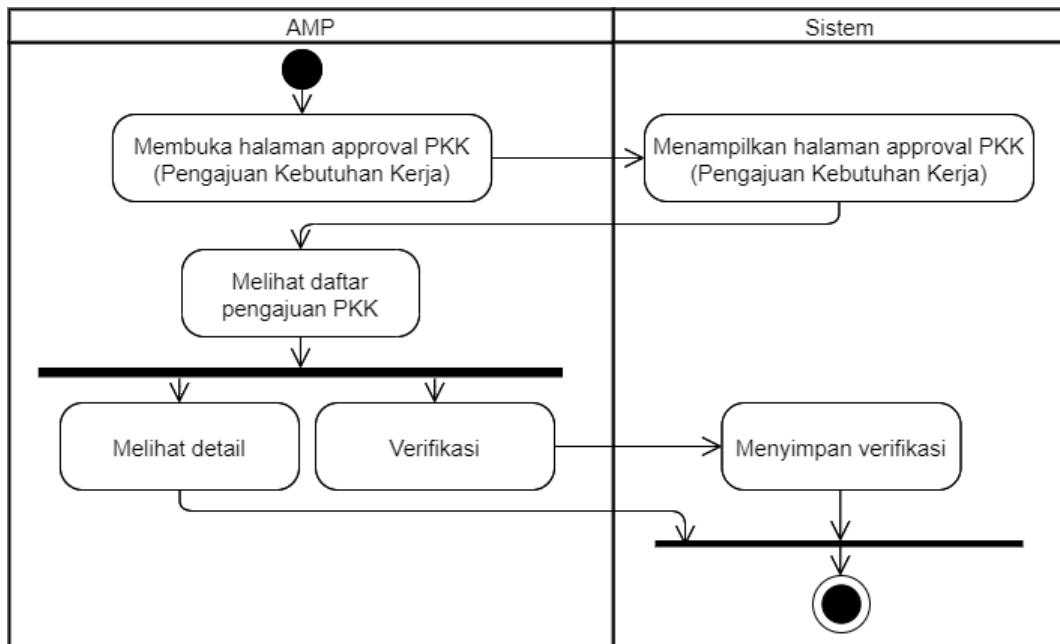 AMP
Sistem
Membuka halaman approval PKK
(Pengajuan Kebutuhan Kerja)
Menampilkan halaman approval PKK
(Pengajuan Kebutuhan Kerja)
Melihat daftar
pengajuan PKK
Melihat detail
Verifikasi
Menyimpan verifikasi